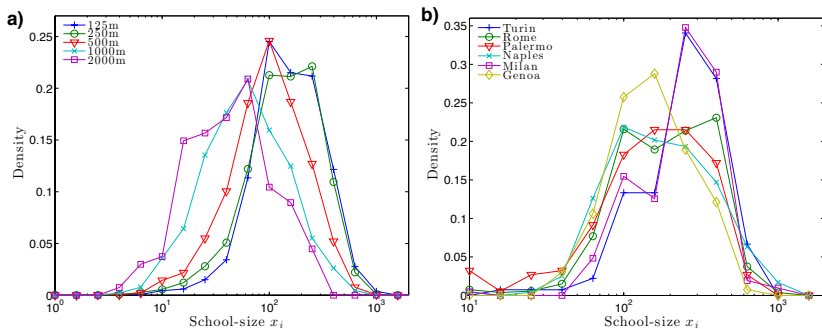 a)
125m
250m
500m
1000m
2000m
0.25
0.2
0.15
0.1
0.05
0
Density
10^0
10^1
10^2
10^3
School-size x_i
b)
Turin
Rome
Palermo
Naples
Milan
Genoa
0.35
0.3
0.25
0.2
0.15
0.1
0.05
0
Density
10^1
10^2
10^3
School-size x_i